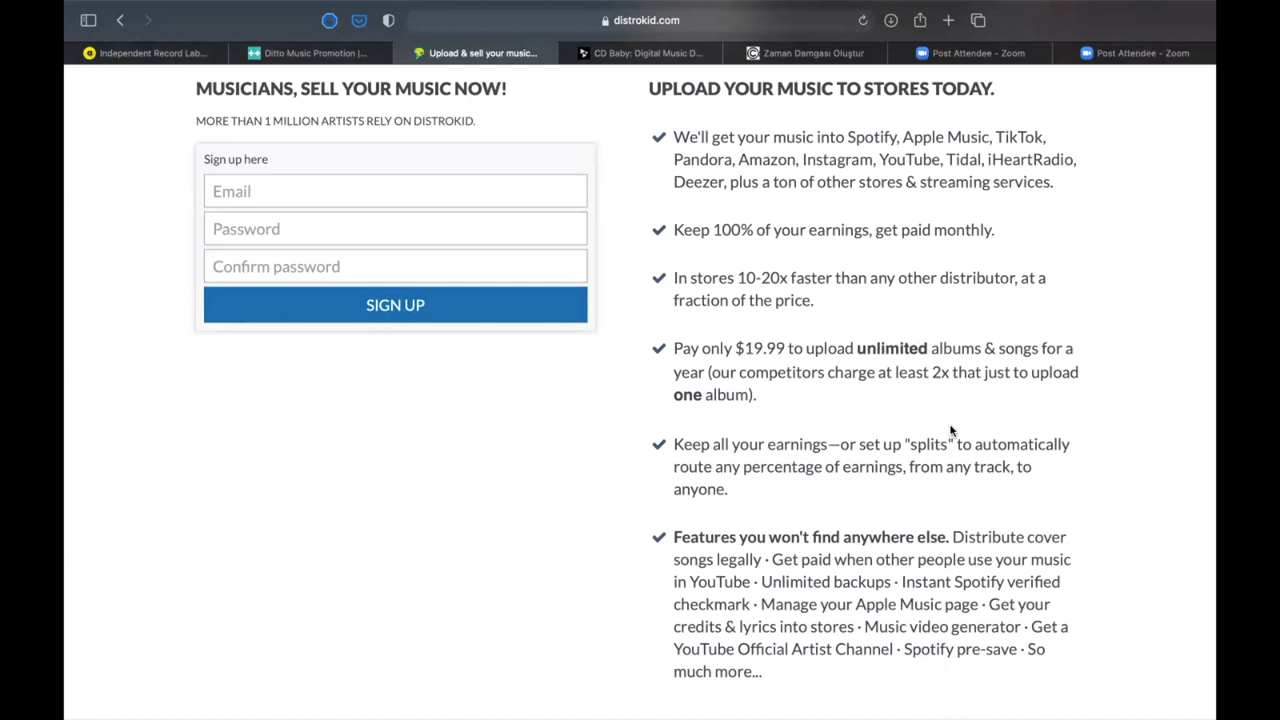 distrokid.com
Independent Record Lab...
Ditto Music Promotion |...
Upload & sell your music...
CD Baby: Digital Music D...
Zaman Damgası Oluştur
Post Attendee - Zoom
Post Attendee - Zoom
MUSICIANS, SELL YOUR MUSIC NOW!
MORE THAN 1 MILLION ARTISTS RELY ON DISTROKID.
Sign up here
Email
Password
Confirm password
SIGN UP
UPLOAD YOUR MUSIC TO STORES TODAY.
We'll get your music into Spotify, Apple Music, TikTok,
Pandora, Amazon, Instagram, YouTube, Tidal, iHeartRadio,
Deezer, plus a ton of other stores & streaming services.
Keep 100% of your earnings, get paid monthly.
In stores 10-20x faster than any other distributor, at a
fraction of the price.
Pay only $19.99 to upload unlimited albums & songs for a
year (our competitors charge at least 2x that just to upload
one album).
Keep all your earnings—or set up "splits" to automatically
route any percentage of earnings, from any track, to
anyone.
Features you won't find anywhere else. Distribute cover
songs legally · Get paid when other people use your music
in YouTube · Unlimited backups · Instant Spotify verified
checkmark · Manage your Apple Music page · Get your
credits & lyrics into stores · Music video generator · Get a
YouTube Official Artist Channel · Spotify pre-save · So
much more...